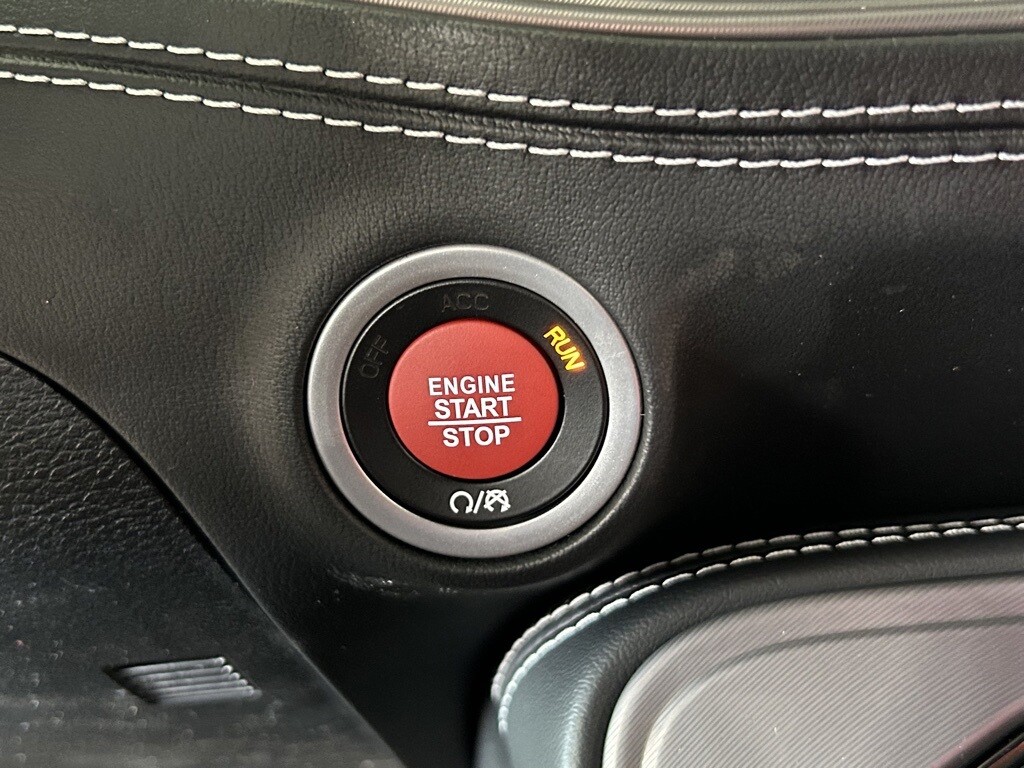 OFF
ACC
RUN
ENGINE
START
STOP